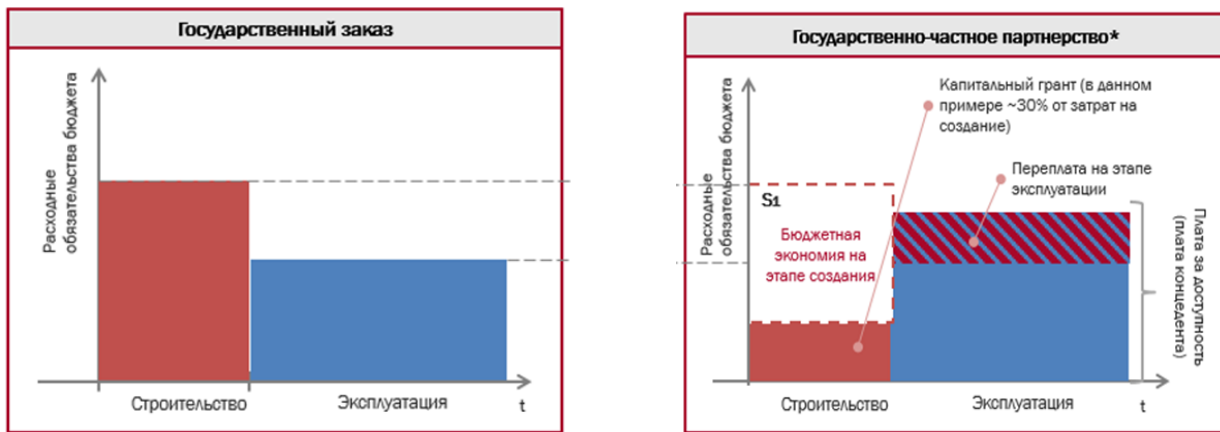 Государственный заказ
Расходные
обязательства бюджета
Строительство
Эксплуатация
t
Государственно-частное партнерство*
Расходные
обязательства бюджета
Капитальный грант (в данном
примере ~30% от затрат на
создание)
Переплата на этапе
эксплуатации
S1
Бюджетная
экономия на
этапе создания
Плата за доступность
(плата концедента)
Строительство
Эксплуатация
t